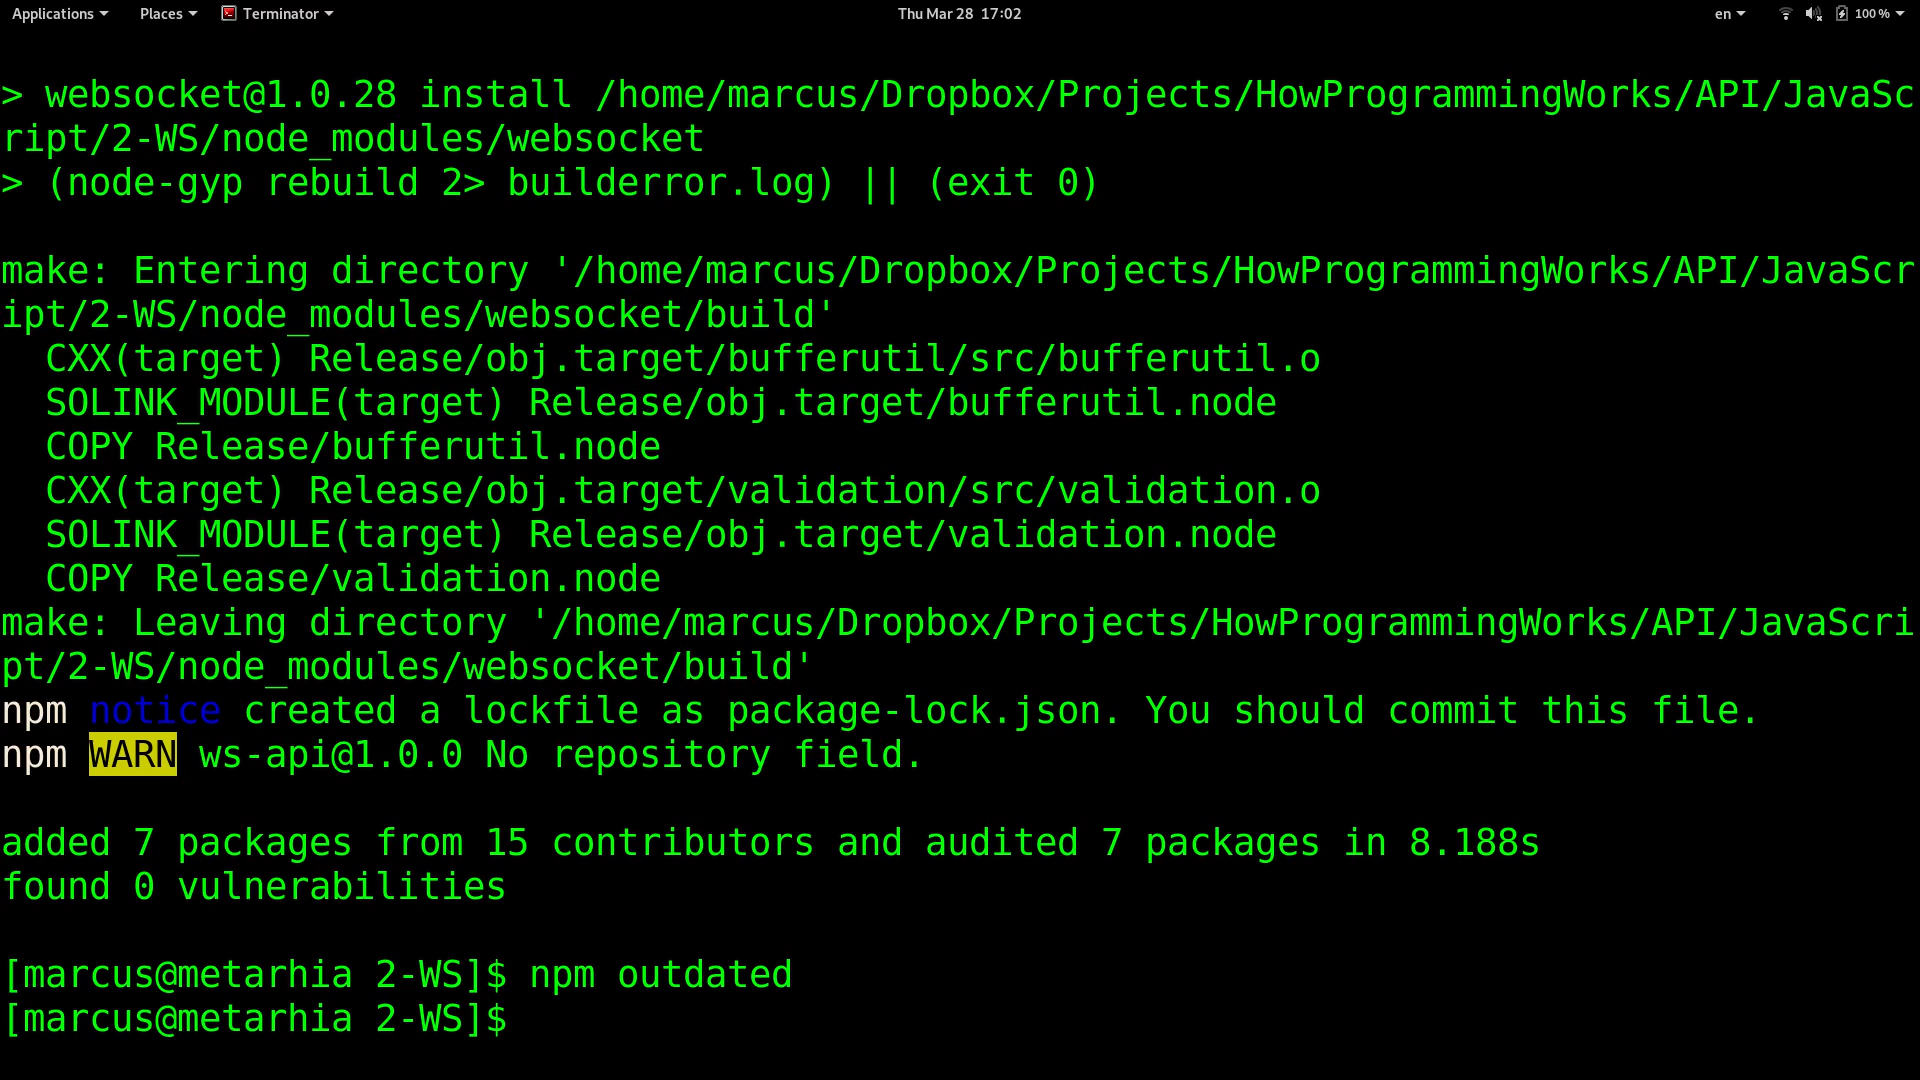 Applications Places Terminator Thu Mar 28 17:02 en 100 %
> websocket@1.0.28 install /home/marcus/Dropbox/Projects/HowProgrammingWorks/API/JavaSc
ript/2-WS/node_modules/websocket
> (node-gyp rebuild 2> builderror.log) || (exit 0)
make: Entering directory '/home/marcus/Dropbox/Projects/HowProgrammingWorks/API/JavaScr
ipt/2-WS/node_modules/websocket/build'
CXX(target) Release/obj.target/bufferutil/src/bufferutil.o
SOLINK_MODULE(target) Release/obj.target/bufferutil.node
COPY Release/bufferutil.node
CXX(target) Release/obj.target/validation/src/validation.o
SOLINK_MODULE(target) Release/obj.target/validation.node
COPY Release/validation.node
make: Leaving directory '/home/marcus/Dropbox/Projects/HowProgrammingWorks/API/JavaScri
pt/2-WS/node_modules/websocket/build'
npm notice created a lockfile as package-lock.json. You should commit this file.
npm WARN ws-api@1.0.0 No repository field.
added 7 packages from 15 contributors and audited 7 packages in 8.188s
found 0 vulnerabilities
[marcus@metarhia 2-WS]$ npm outdated
[marcus@metarhia 2-WS]$